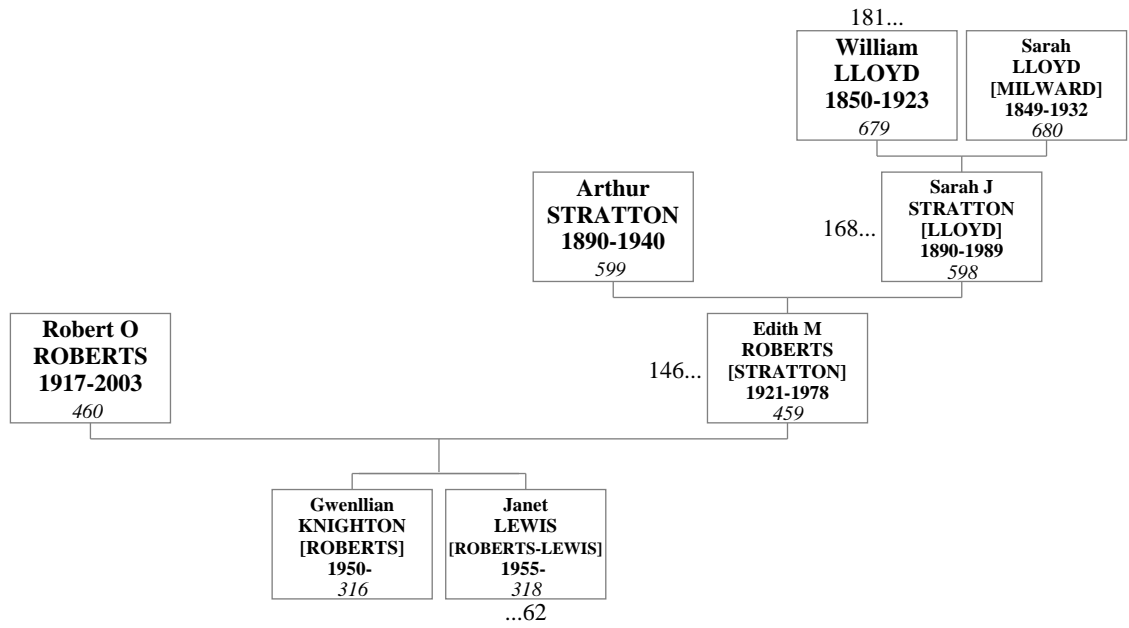 181...
William
LLOYD
1850-1923
679
Sarah
LLOYD
[MILWARD]
1849-1932
680
Arthur
STRATTON
1890-1940
599
168...
Sarah J
STRATTON
[LLOYD]
1890-1989
598
Robert O
ROBERTS
1917-2003
460
146...
Edith M
ROBERTS
[STRATTON]
1921-1978
459
Gwenllian
KNIGHTON
[ROBERTS]
1950-
316
Janet
LEWIS
[ROBERTS-LEWIS]
1955-
318
...62